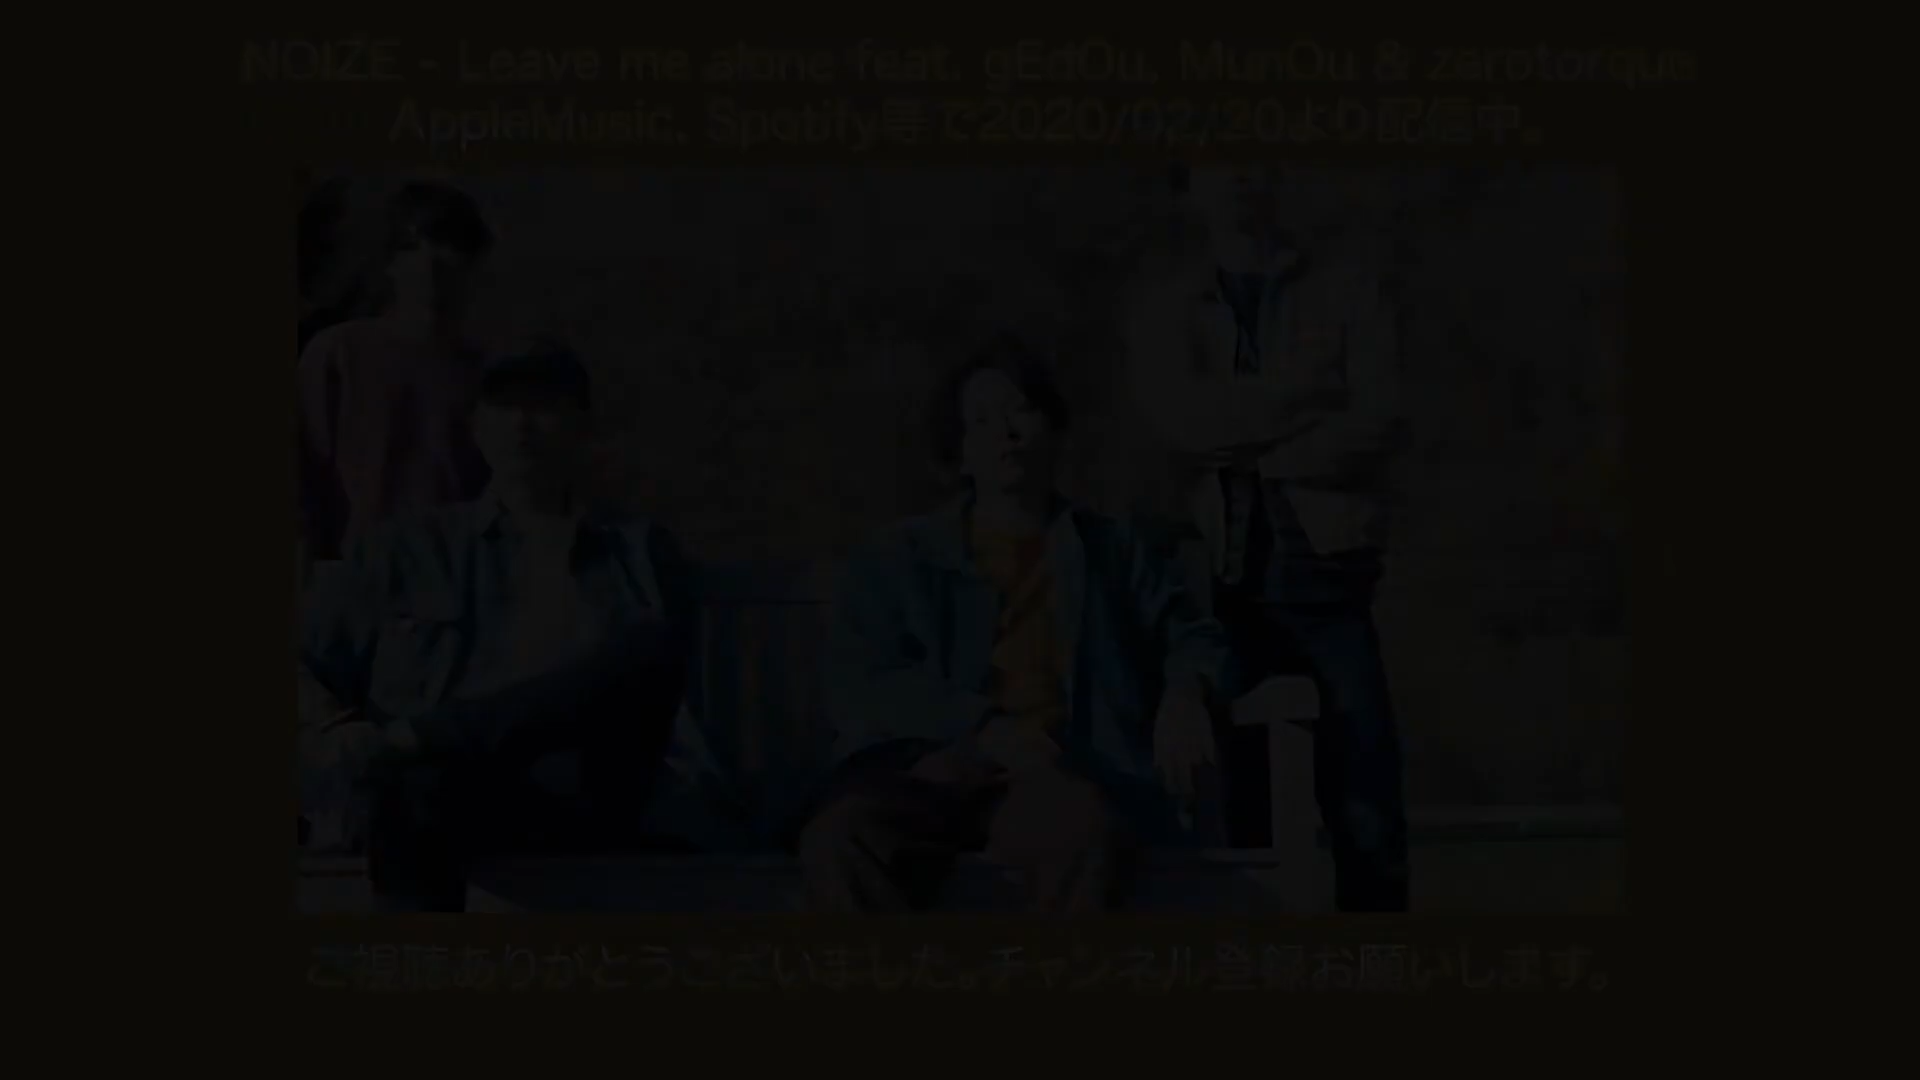 NOIZE - Leave me alone feat. gEnOu, MunOu & zerotorque
AppleMusic、Spotify等で2020/02/20より配信中。
ご視聴ありがとうございました。チャンネル登録お願いします。